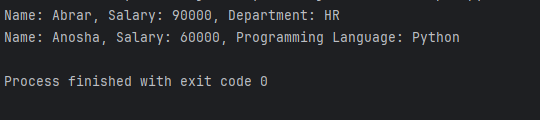 Name: Abrar, Salary: 90000, Department: HR
Name: Anosha, Salary: 60000, Programming Language: Python
Process finished with exit code 0